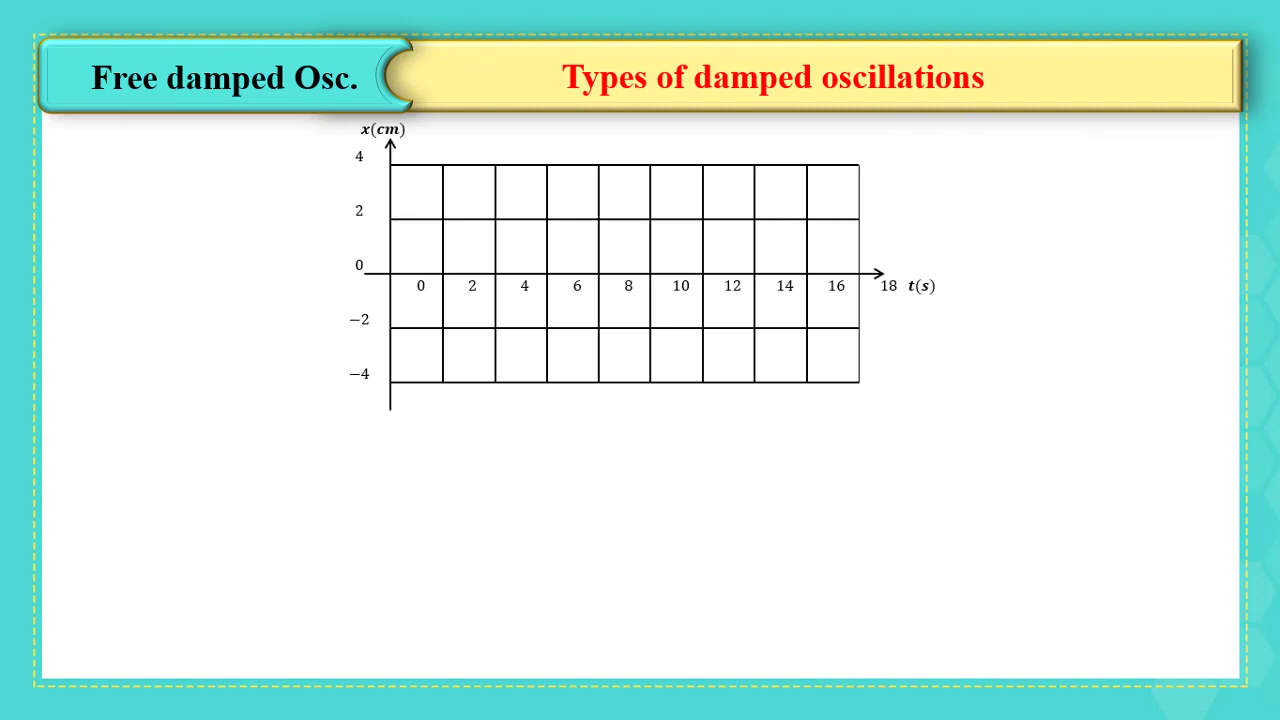 Free damped Osc.
Types of damped oscillations
x(cm)
4
2
0
0 2 4 6 8 10 12 14 16 18 t(s)
−2
−4